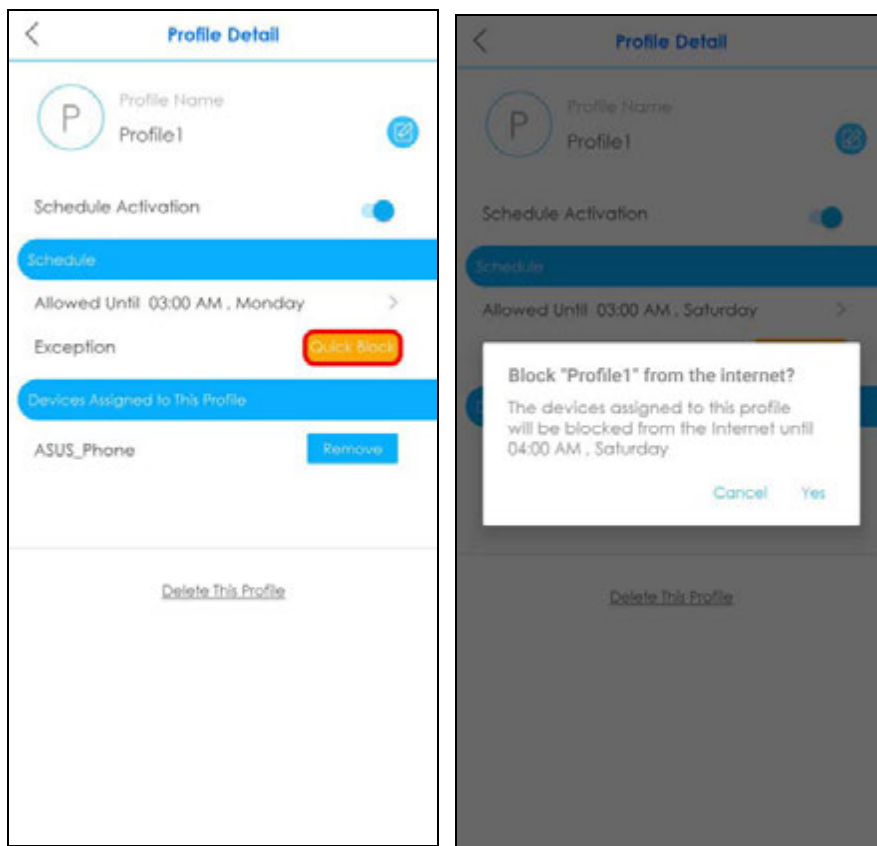 Profile Detail
P
Profile Name
Profile1
Schedule Activation
Schedule
Allowed Until 03:00 AM , Monday
Exception
Quick Block
Devices Assigned to This Profile
ASUS_Phone
Remove
Delete This Profile
Profile Detail
P
Profile Name
Profile1
Schedule Activation
Schedule
Allowed Until 03:00 AM , Saturday
Block "Profile1" from the internet?
The devices assigned to this profile
will be blocked from the Internet until
04:00 AM , Saturday
Cancel Yes
Delete This Profile